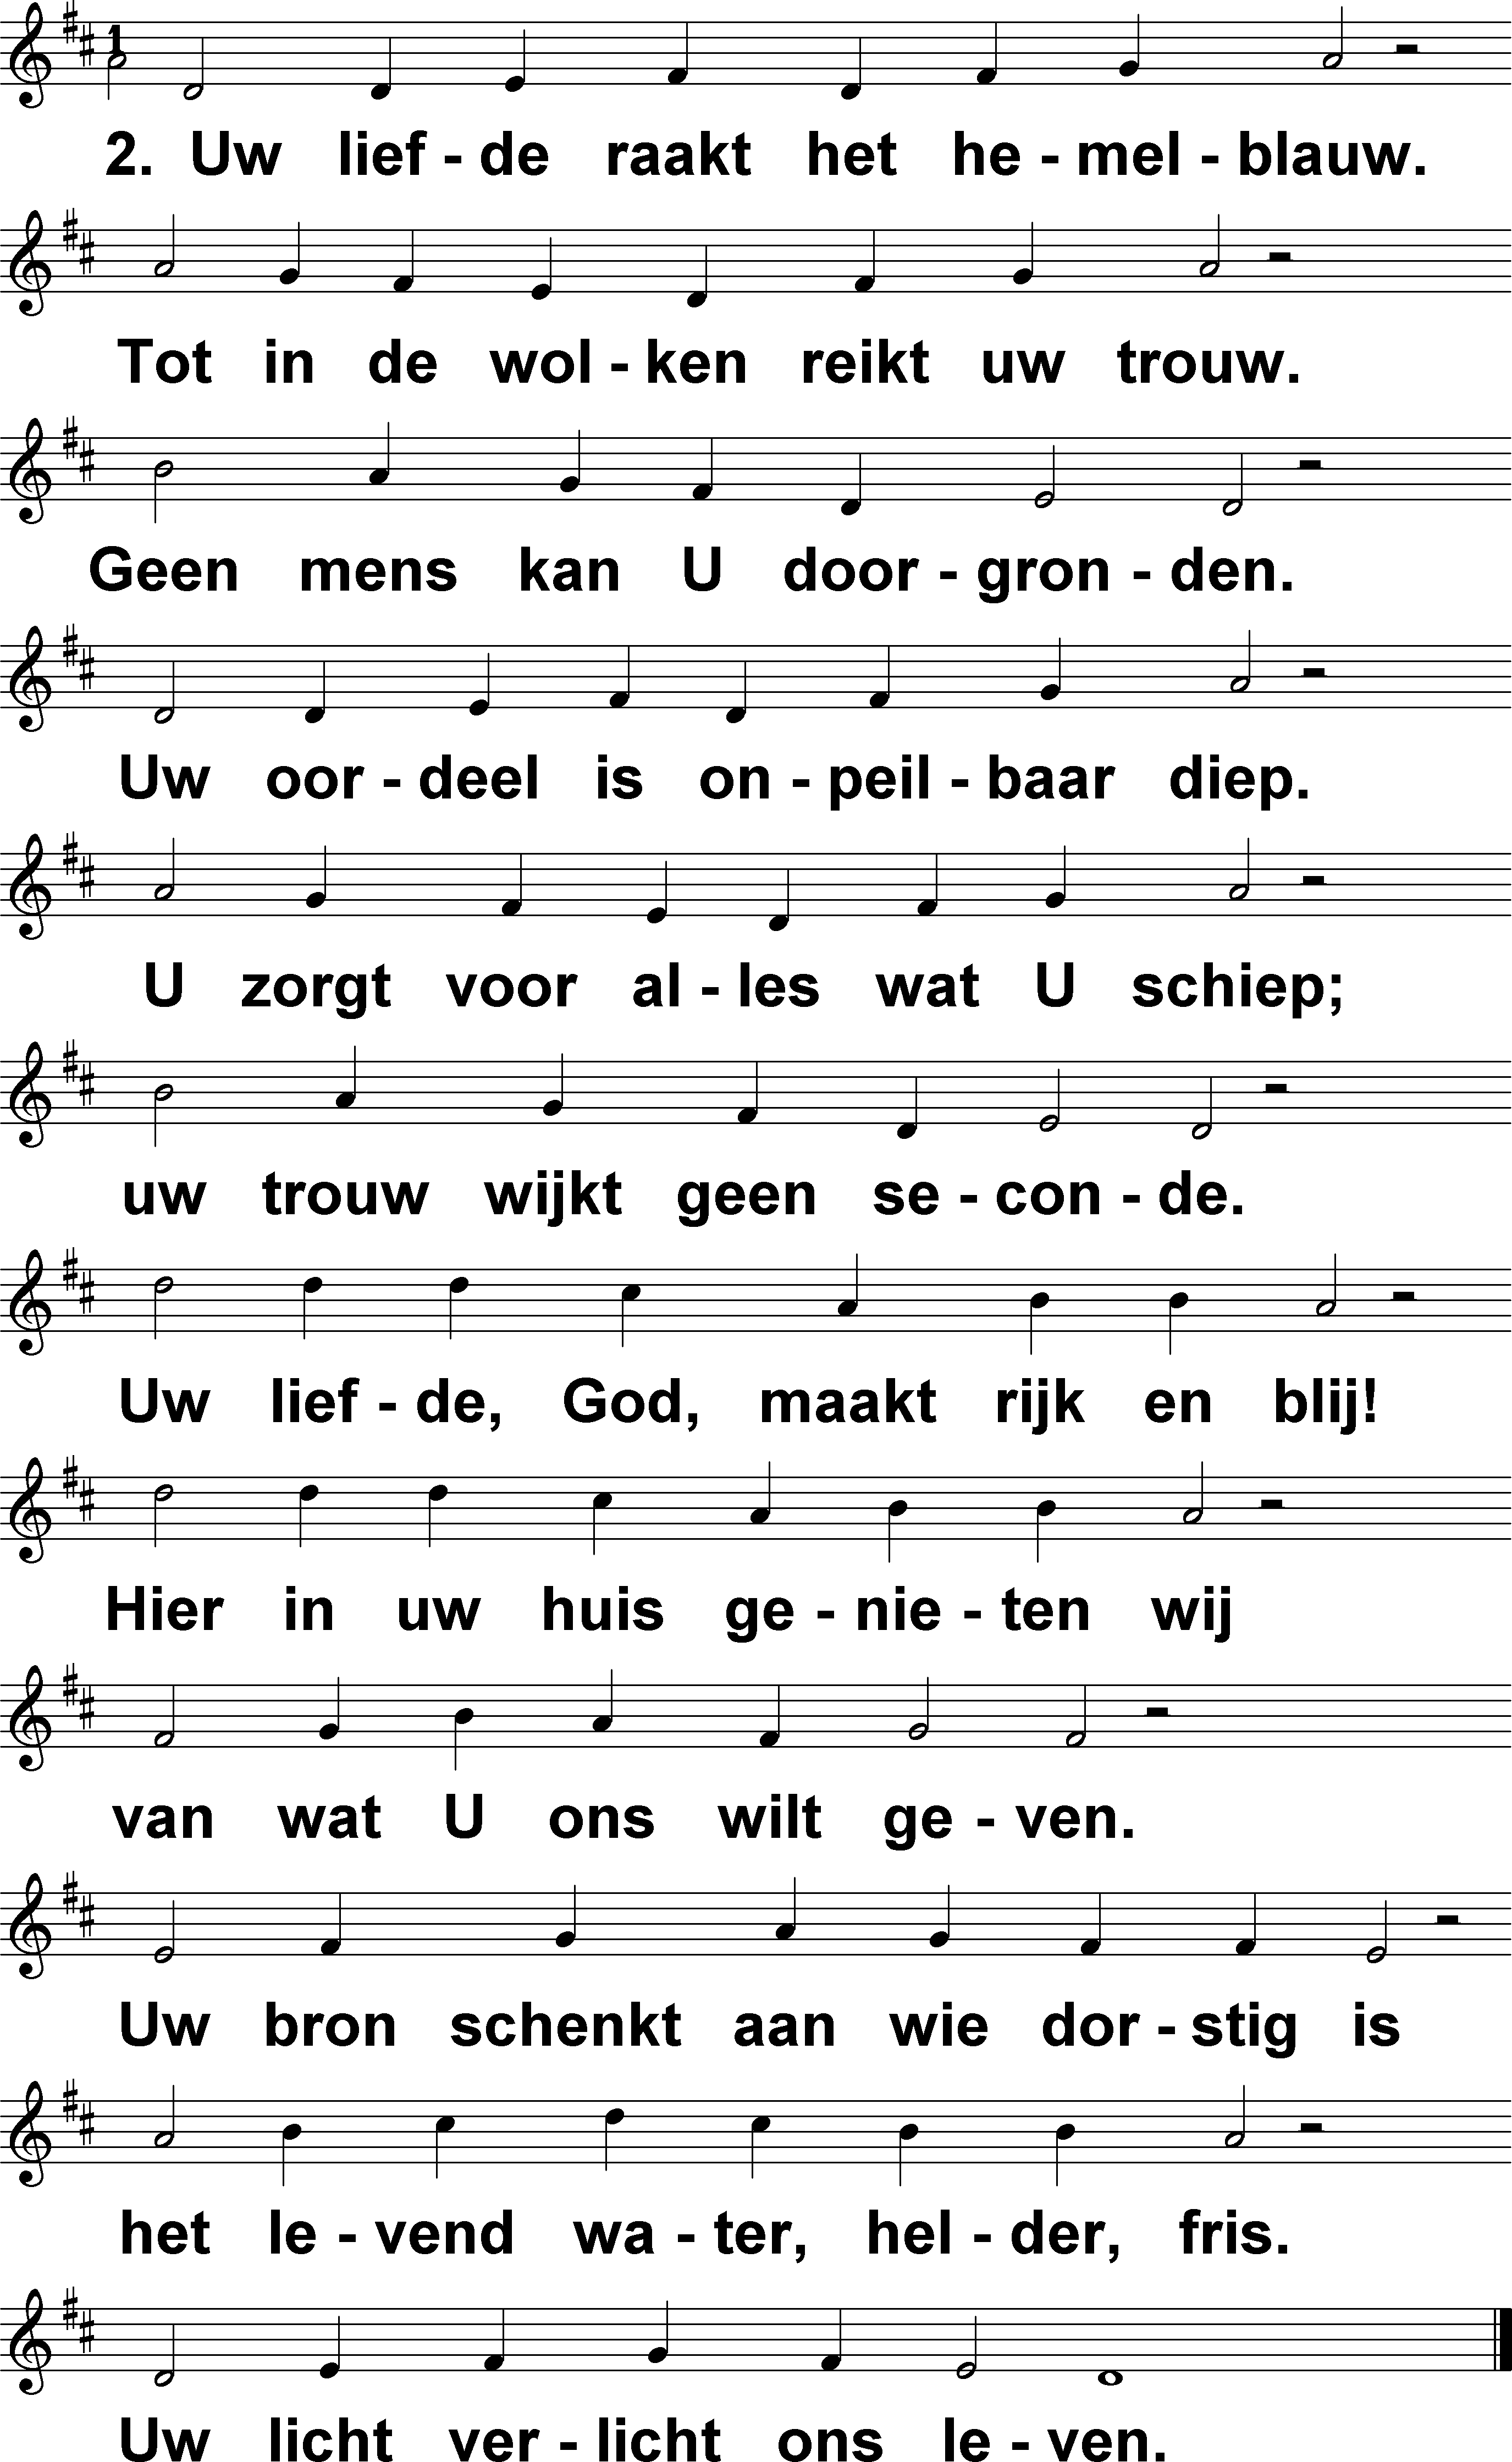 1
2. Uw lief - de raakt het he - mel - blauw.
Tot in de wol - ken reikt uw trouw.
Geen mens kan U door - gron - den.
Uw oor - deel is on - peil - baar diep.
U zorgt voor al - les wat U schiep;
uw trouw wijkt geen se - con - de.
Uw lief - de, God, maakt rijk en blij!
Hier in uw huis ge - nie - ten wij
van wat U ons wilt ge - ven.
Uw bron schenkt aan wie dor - stig is
het le - vend wa - ter, hel - der, fris.
Uw licht ver - licht ons le - ven.